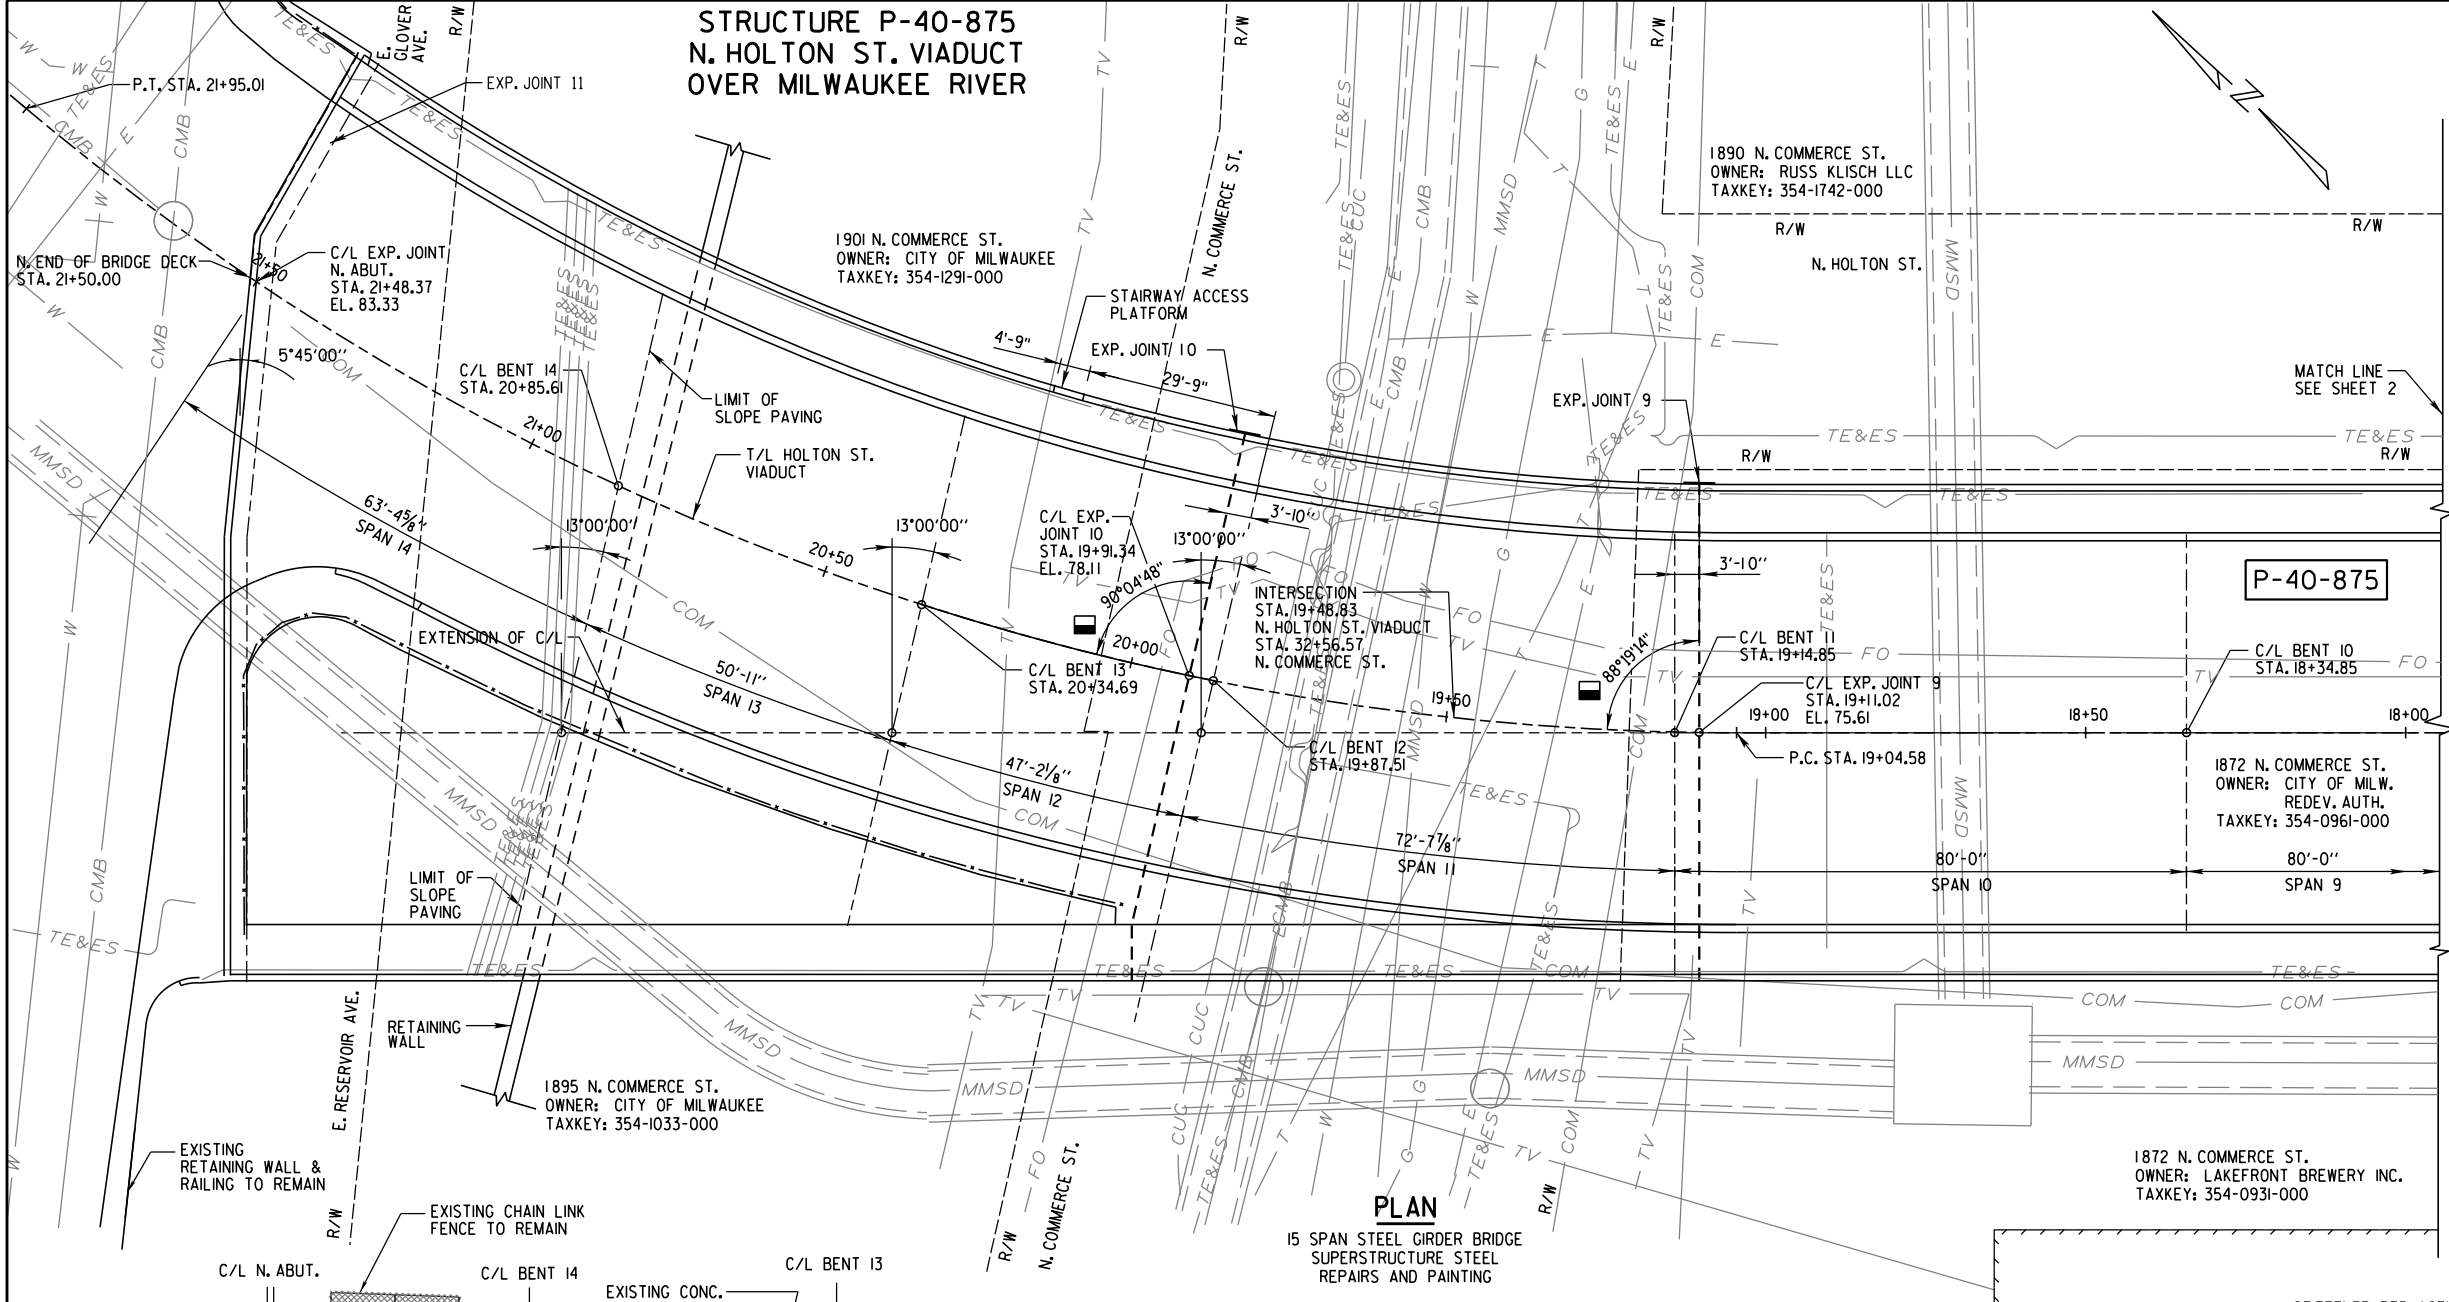 STRUCTURE P-40-875
N. HOLTON ST. VIADUCT
OVER MILWAUKEE RIVER
E.
GLOVER
AVE.
R/W
R/W
R/W
P.T. STA. 21+95.01
EXP. JOINT 11
N. COMMERCE ST.
1890 N. COMMERCE ST.
OWNER: RUSS KLISCH LLC
TAXKEY: 354-1742-000
R/W
R/W
N. HOLTON ST.
N
N. END OF BRIDGE DECK
STA. 21+50.00
21+50
C/L EXP. JOINT
N. ABUT.
STA. 21+48.37
EL. 83.33
1901 N. COMMERCE ST.
OWNER: CITY OF MILWAUKEE
TAXKEY: 354-1291-000
STAIRWAY ACCESS
PLATFORM
4'-9"
EXP. JOINT 10
29'-9"
5°45'00"
C/L BENT 14
STA. 20+85.61
LIMIT OF
SLOPE PAVING
EXP. JOINT 9
MATCH LINE
SEE SHEET 2
21+00
T/L HOLTON ST.
VIADUCT
R/W
R/W
63'-4⅝"
SPAN 14
13°00'00"
13°00'00"
20+50
C/L EXP.
JOINT 10
STA. 19+91.34
EL. 78.11
13°00'00"
3'-10"
90°04'48"
3'-10"
P-40-875
INTERSECTION
STA. 19+48.83
N. HOLTON ST. VIADUCT
STA. 32+56.57
N. COMMERCE ST.
EXTENSION OF C/L
20+00
C/L BENT 13
STA. 20+34.69
88°19'14"
C/L BENT 11
STA. 19+14.85
C/L BENT 10
STA. 18+34.85
50'-11"
SPAN 13
C/L EXP. JOINT 9
STA. 19+11.02
EL. 75.61
19+50
19+00
18+50
18+00
C/L BENT 12
STA. 19+87.51
P.C. STA. 19+04.58
47'-2⅛"
SPAN 12
1872 N. COMMERCE ST.
OWNER: CITY OF MILW.
REDEV. AUTH.
TAXKEY: 354-0961-000
72'-7⅞"
SPAN 11
80'-0"
SPAN 10
80'-0"
SPAN 9
LIMIT OF
SLOPE
PAVING
E. RESERVOIR AVE.
RETAINING
WALL
1895 N. COMMERCE ST.
OWNER: CITY OF MILWAUKEE
TAXKEY: 354-1033-000
EXISTING
RETAINING WALL &
RAILING TO REMAIN
R/W
EXISTING CHAIN LINK
FENCE TO REMAIN
R/W
N. COMMERCE ST.
R/W
1872 N. COMMERCE ST.
OWNER: LAKEFRONT BREWERY INC.
TAXKEY: 354-0931-000
PLAN
15 SPAN STEEL GIRDER BRIDGE
SUPERSTRUCTURE STEEL
REPAIRS AND PAINTING
C/L N. ABUT.
C/L BENT 14
EXISTING CONC.
C/L BENT 13
TE&ES
CMB
MMSD
COM
TV
FO
CUC
W
E
G
T